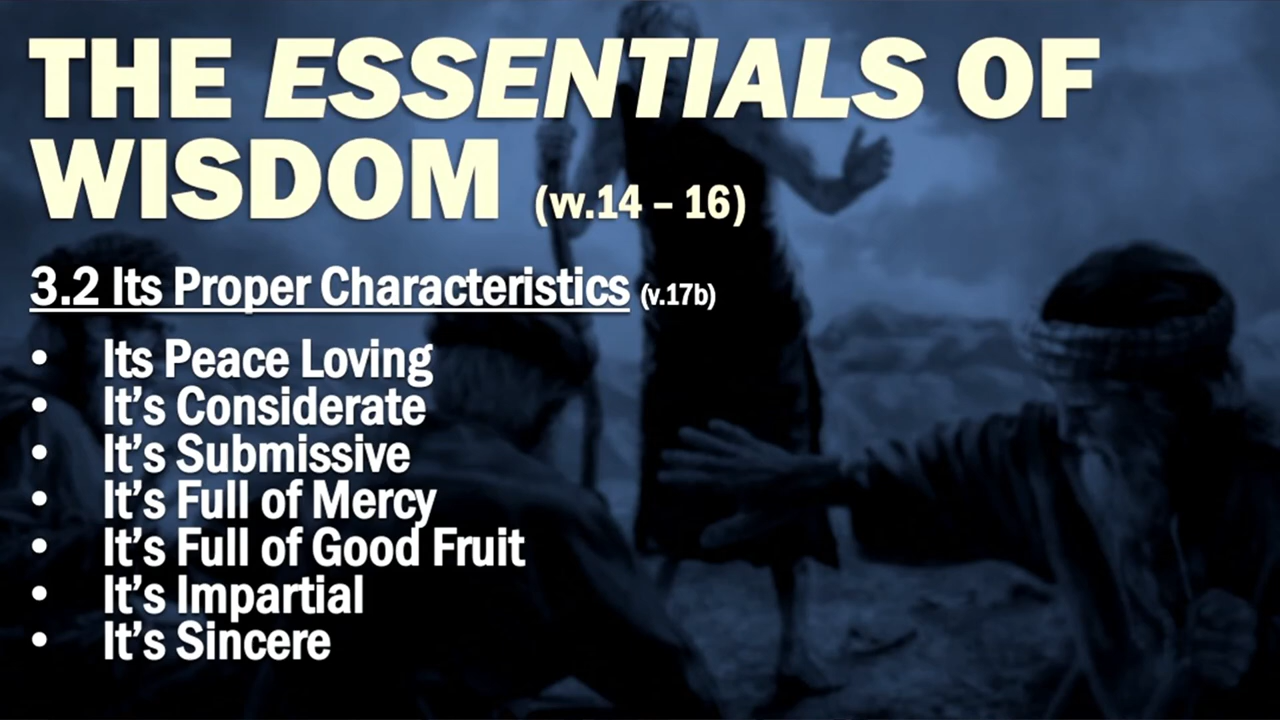 THE ESSENTIALS OF
WISDOM (vv.14 – 16)
3.2 Its Proper Characteristics (v.17b)
• Its Peace Loving
• It’s Considerate
• It’s Submissive
• It’s Full of Mercy
• It’s Full of Good Fruit
• It’s Impartial
• It’s Sincere